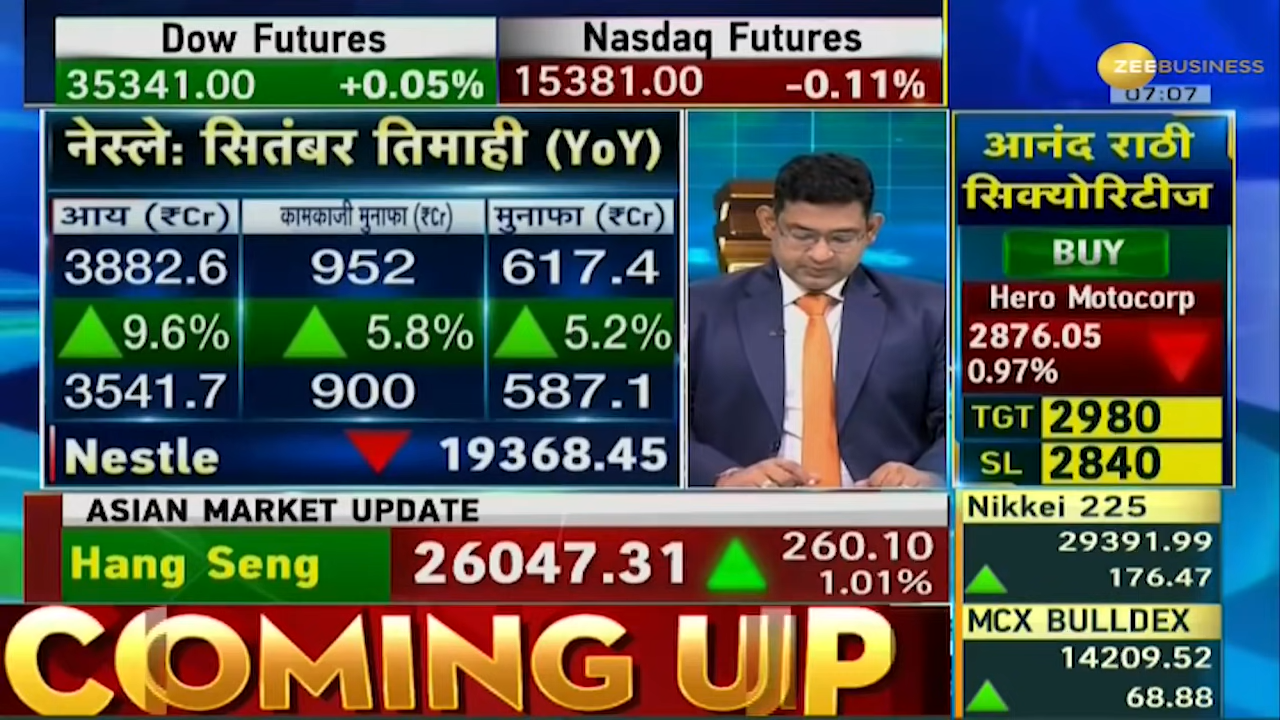 Dow Futures
35341.00 +0.05%
Nasdaq Futures
15381.00 -0.11%
ZEEBUSINESS
07:07
नेस्ले: सितंबर तिमाही (YoY)
आय (₹Cr) कामकाजी मुनाफा (₹Cr) मुनाफा (₹Cr)
3882.6 952 617.4
9.6% 5.8% 5.2%
3541.7 900 587.1
Nestle 19368.45
आनंद राठी
सिक्योरिटीज
BUY
Hero Motocorp
2876.05
0.97%
TGT 2980
SL 2840
ASIAN MARKET UPDATE
Hang Seng 26047.31 260.10
1.01%
Nikkei 225
29391.99
176.47
MCX BULLDEX
14209.52
68.88
COMING UP